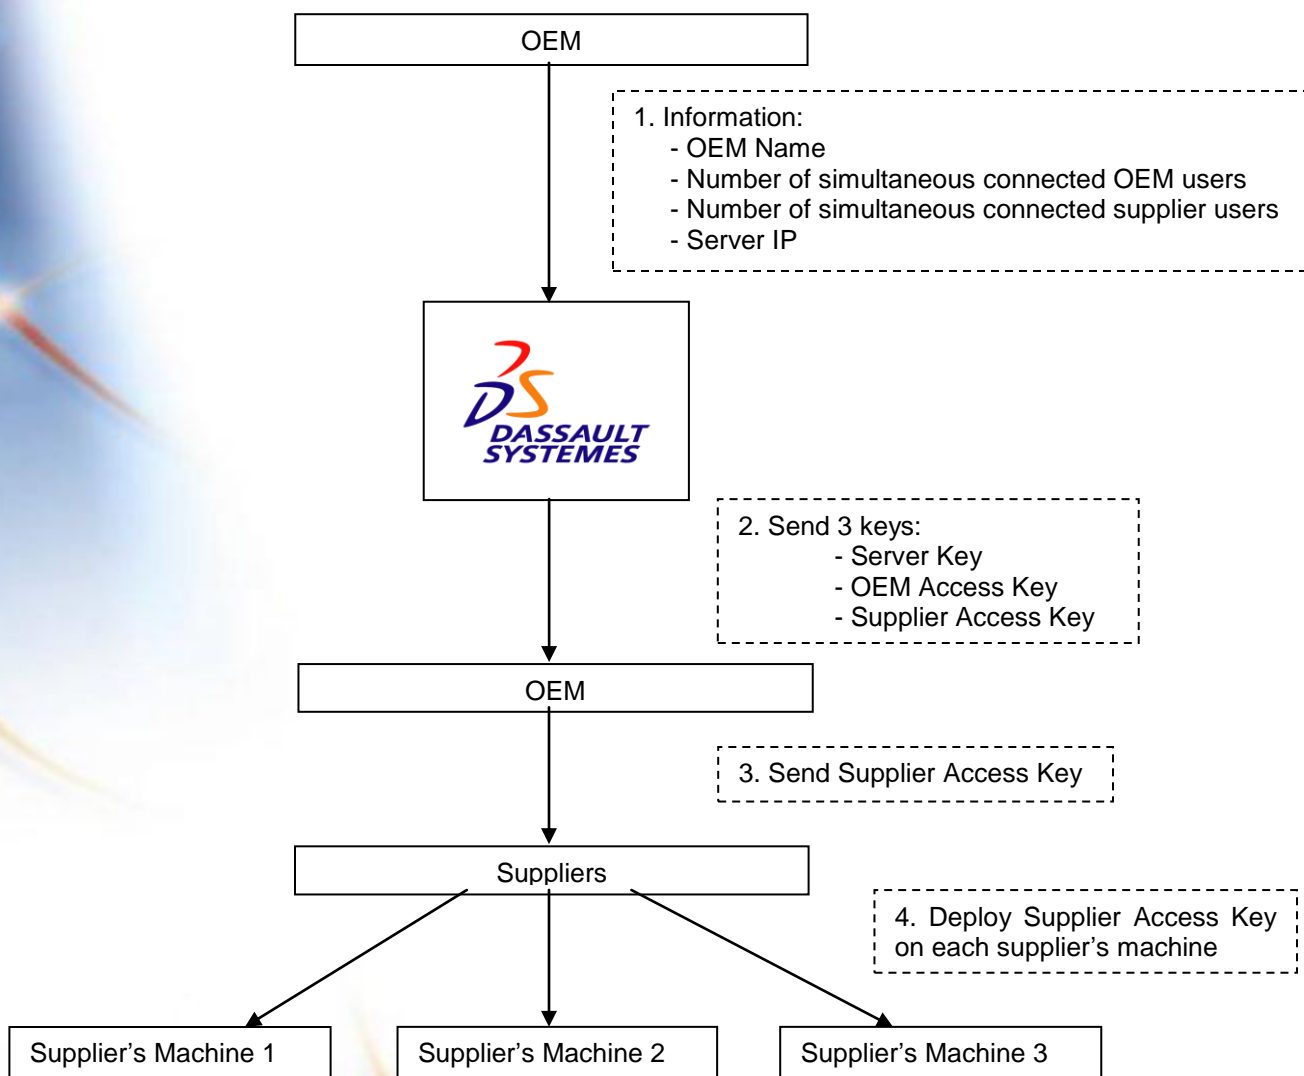 OEM
1. Information:
- OEM Name
- Number of simultaneous connected OEM users
- Number of simultaneous connected supplier users
- Server IP
DASSAULT
SYSTEMES
2. Send 3 keys:
- Server Key
- OEM Access Key
- Supplier Access Key
OEM
3. Send Supplier Access Key
Suppliers
4. Deploy Supplier Access Key
on each supplier's machine
Supplier's Machine 1
Supplier's Machine 2
Supplier's Machine 3